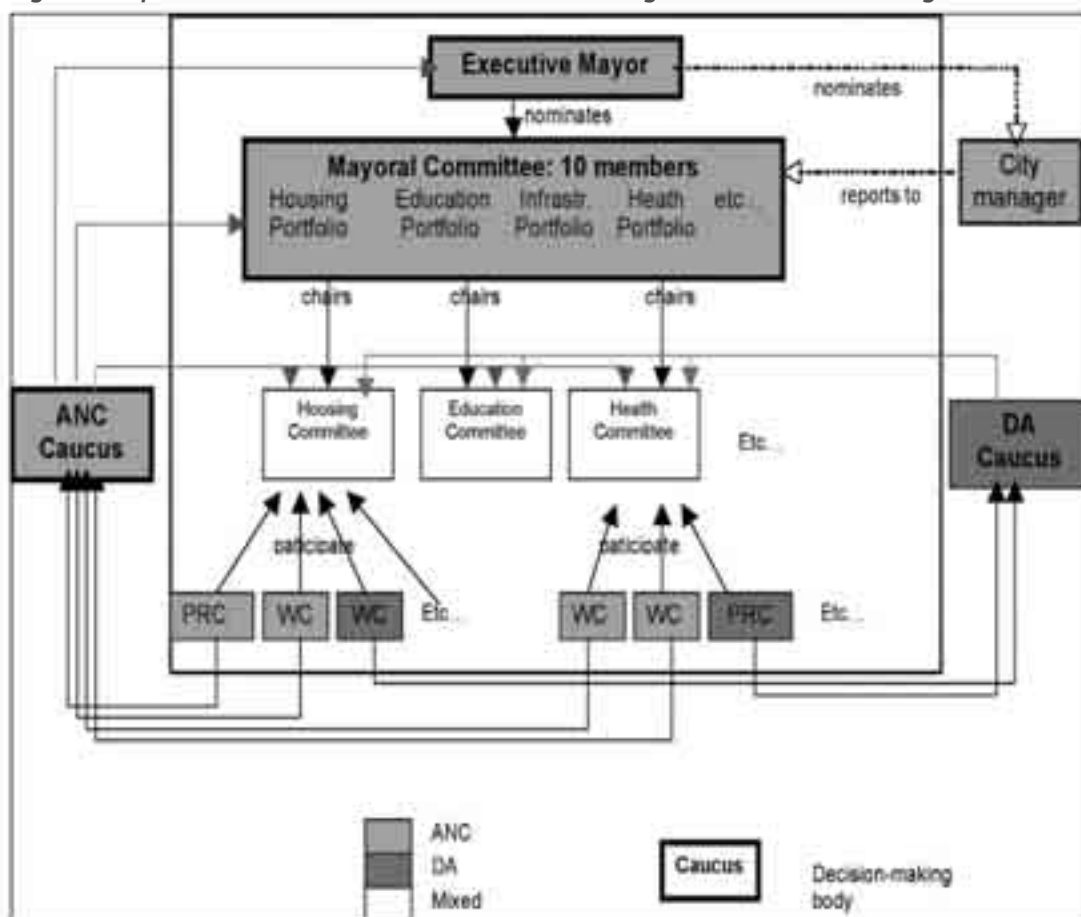 Executive Mayor
nominates
nominates
Mayoral Committee: 10 members
Housing Portfolio
Education Portfolio
Infrastr. Portfolio
Heath Portfolio
etc...
City manager
reports to
chairs
chairs
chairs
ANC Caucus
Housing Committee
Education Committee
Health Committee
Etc...
DA Caucus
paticipate
paticipate
PRC
WC
WC
Etc...
WC
WC
PRC
Etc...
ANC
DA
Mixed
Caucus
Decision-making body